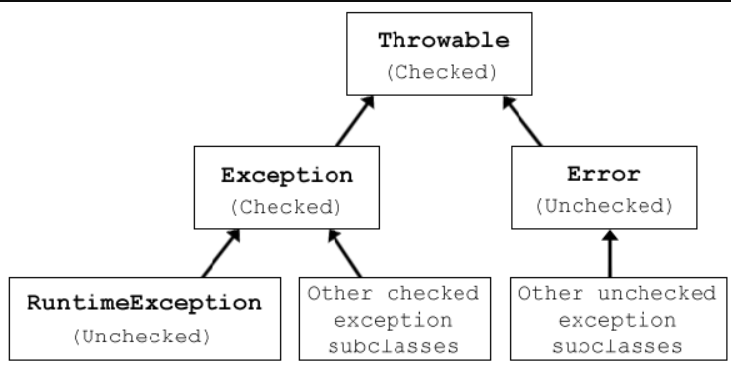 Throwable
(Checked)
Exception
(Checked)
Error
(Unchecked)
RuntimeException
(Unchecked)
Other checked
exception
subclasses
Other unchecked
exception
subclasses